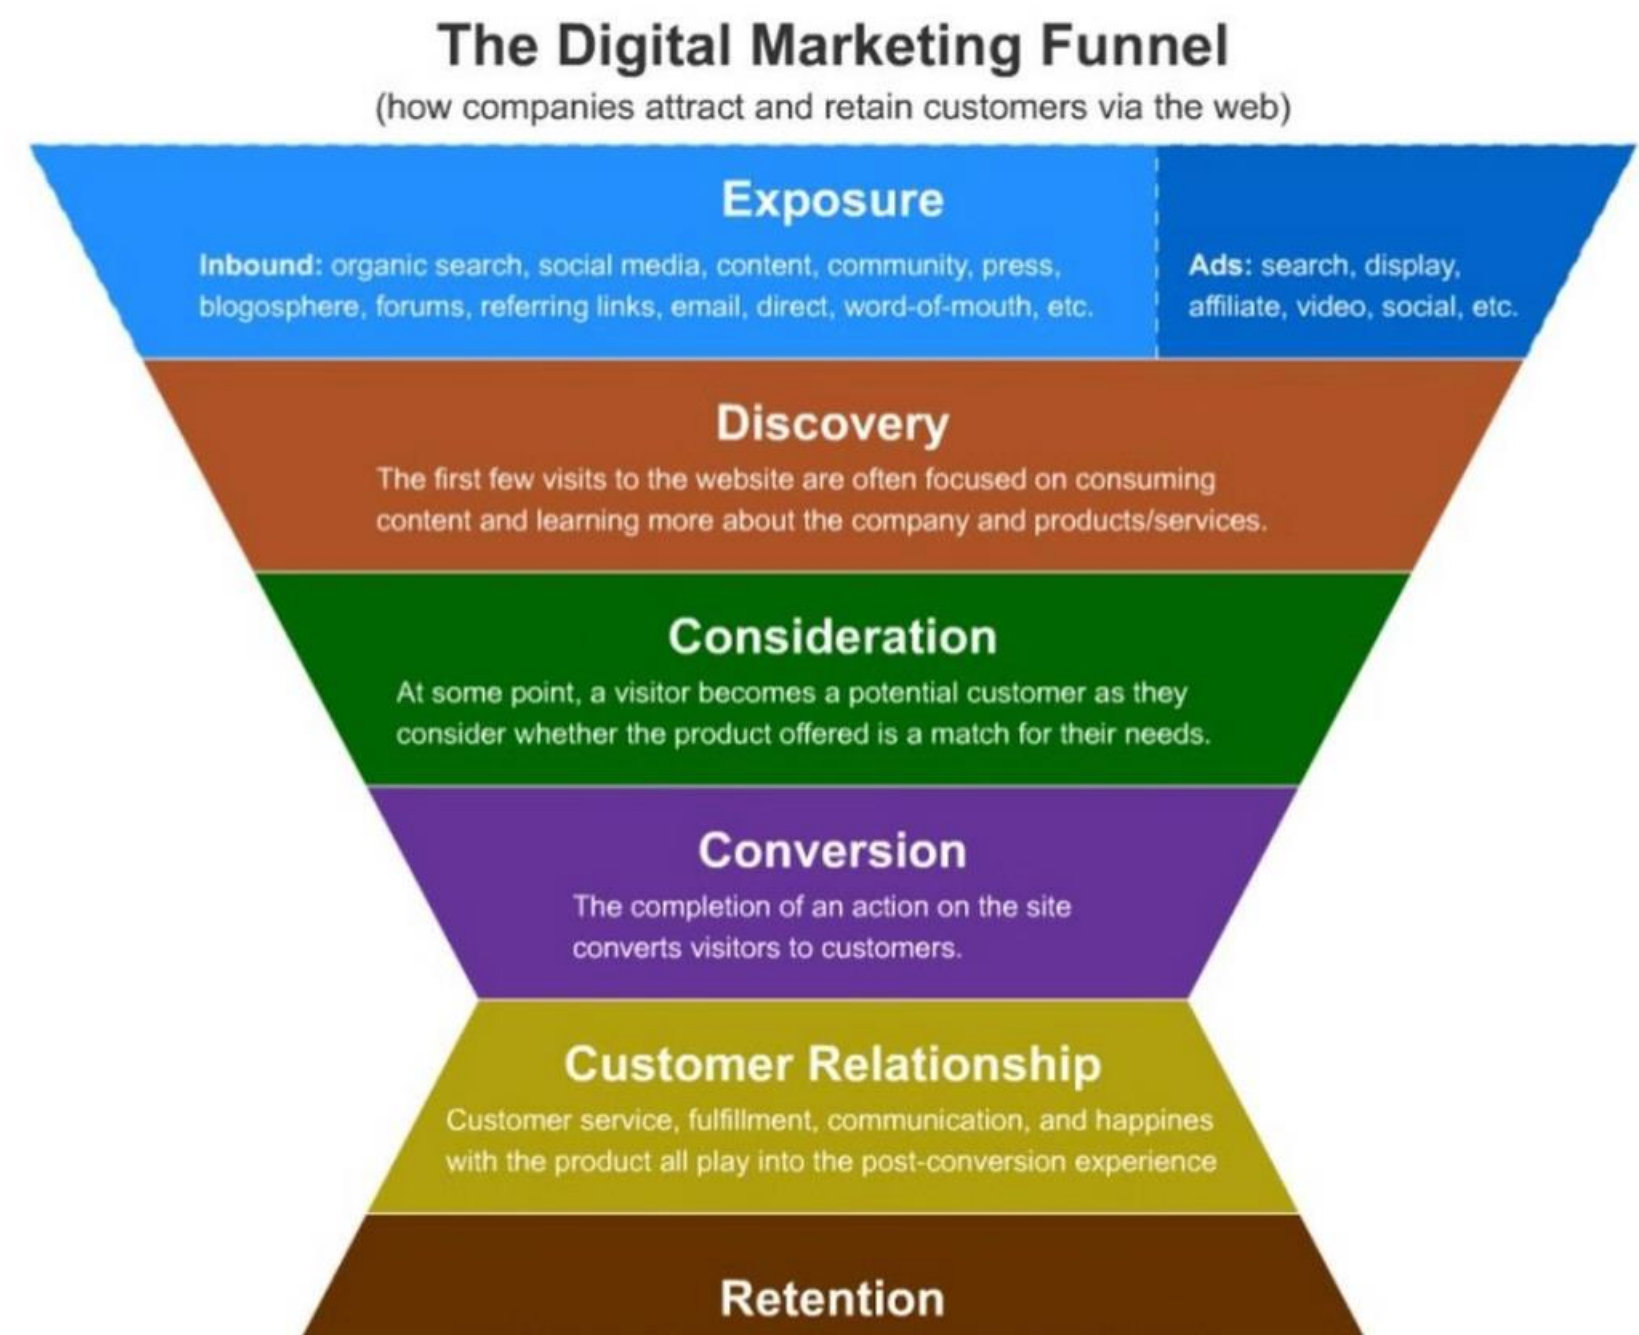 The Digital Marketing Funnel
(how companies attract and retain customers via the web)
Exposure
Inbound: organic search, social media, content, community, press,
blogosphere, forums, referring links, email, direct, word-of-mouth, etc.
Ads: search, display,
affiliate, video, social, etc.
Discovery
The first few visits to the website are often focused on consuming
content and learning more about the company and products/services.
Consideration
At some point, a visitor becomes a potential customer as they
consider whether the product offered is a match for their needs.
Conversion
The completion of an action on the site
converts visitors to customers.
Customer Relationship
Customer service, fulfillment, communication, and happines
with the product all play into the post-conversion experience
Retention